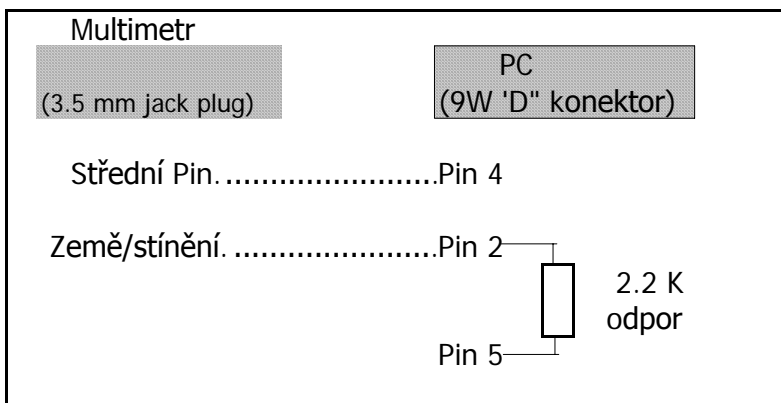 Multimetr
PC
(3.5 mm jack plug)
(9W 'D" konektor)
Střední Pin. ........................Pin 4
Země/stínění. .......................Pin 2
2.2 K
odpor
Pin 5